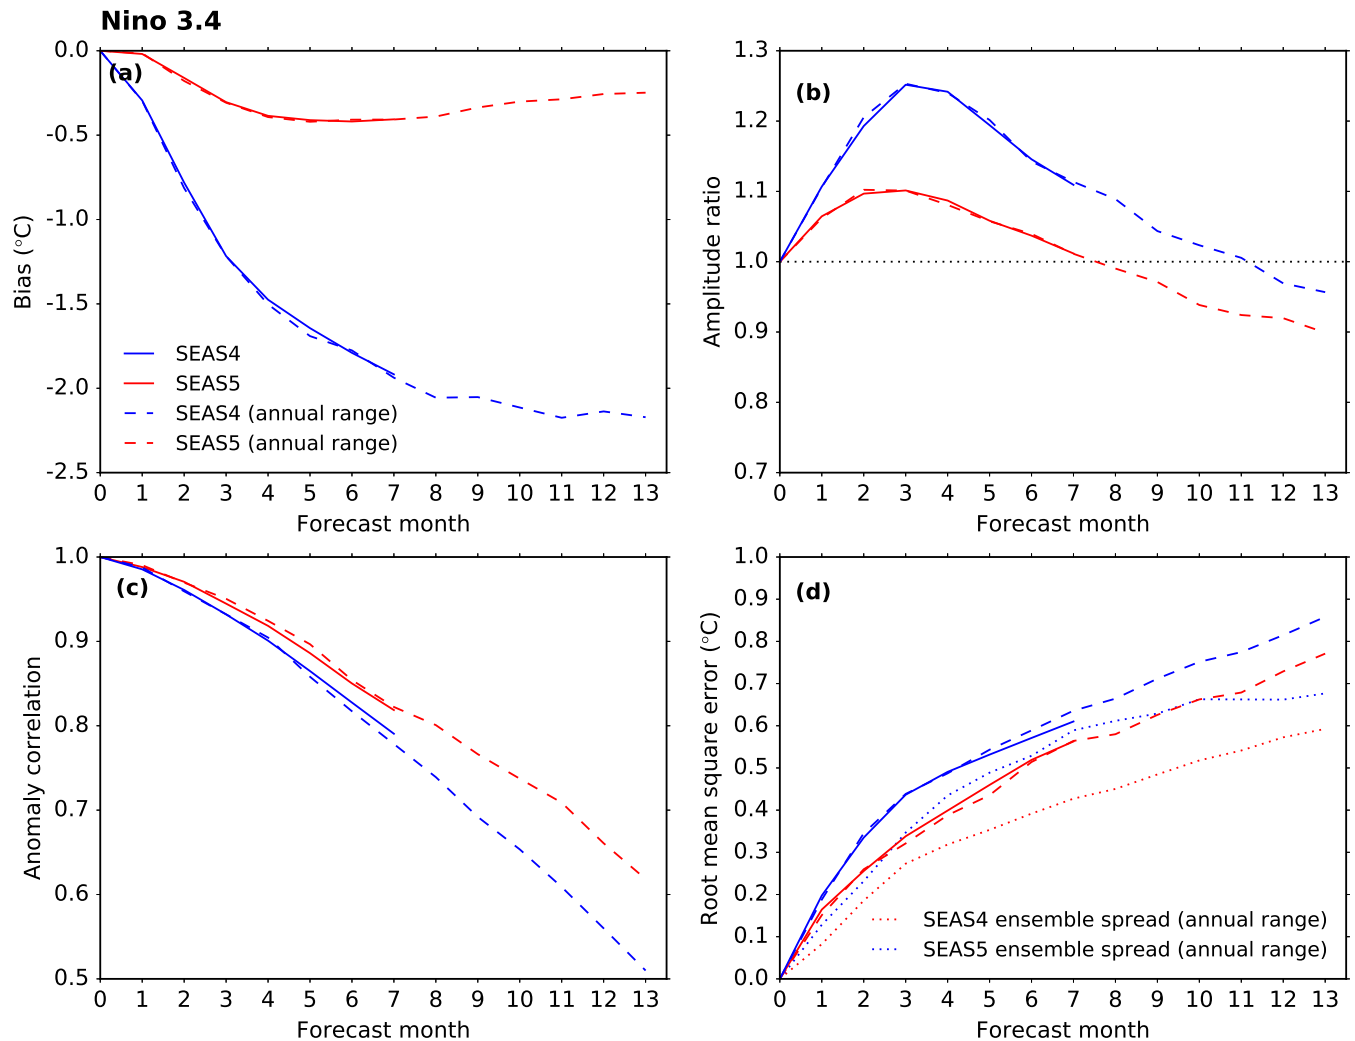 Nino 3.4
(a)
0.0
-0.5
-1.0
-1.5
-2.0
-2.5
Bias (°C)
SEAS4
SEAS5
SEAS4 (annual range)
SEAS5 (annual range)
0 1 2 3 4 5 6 7 8 9 10 11 12 13
Forecast month
(b)
1.3
1.2
1.1
1.0
0.9
0.8
0.7
Amplitude ratio
0 1 2 3 4 5 6 7 8 9 10 11 12 13
Forecast month
(c)
1.0
0.9
0.8
0.7
0.6
0.5
Anomaly correlation
0 1 2 3 4 5 6 7 8 9 10 11 12 13
Forecast month
(d)
1.0
0.9
0.8
0.7
0.6
0.5
0.4
0.3
0.2
0.1
0.0
Root mean square error (°C)
SEAS4 ensemble spread (annual range)
SEAS5 ensemble spread (annual range)
0 1 2 3 4 5 6 7 8 9 10 11 12 13
Forecast month